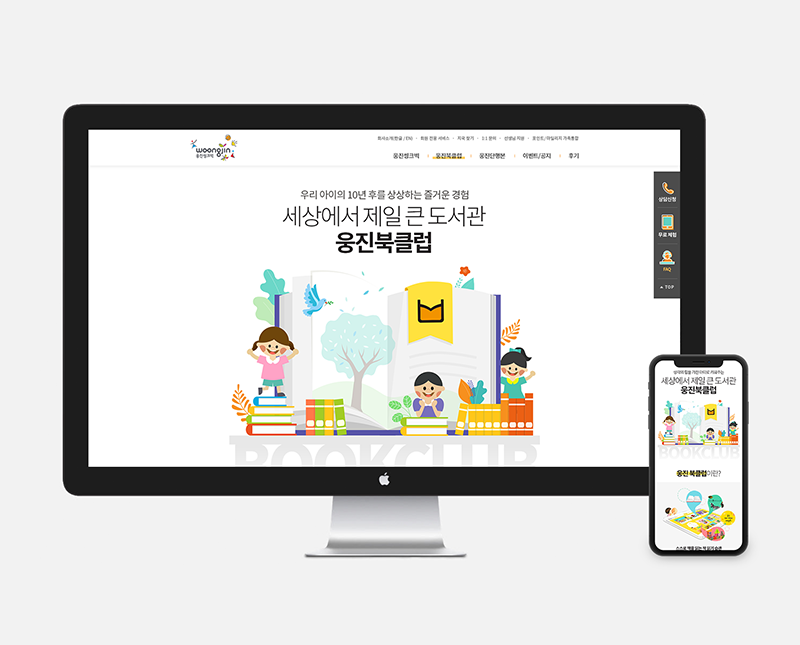 woongjin
웅진씽크빅
회사소개(한글 / EN)
회원 전용 서비스
지국 찾기
1:1 문의
선생님 지원
포인트/마일리지 가족통합
웅진씽크빅
웅진북클럽
웅진단행본
이벤트/공지
후기
우리 아이의 10년 후를 상상하는 즐거운 경험
세상에서 제일 큰 도서관
웅진북클럽
BOOKCLUB
상담신청
무료 체험
FAQ
TOP
세상에서 제일 큰 도서관
웅진북클럽
BOOKCLUB
웅진 북클럽이란?